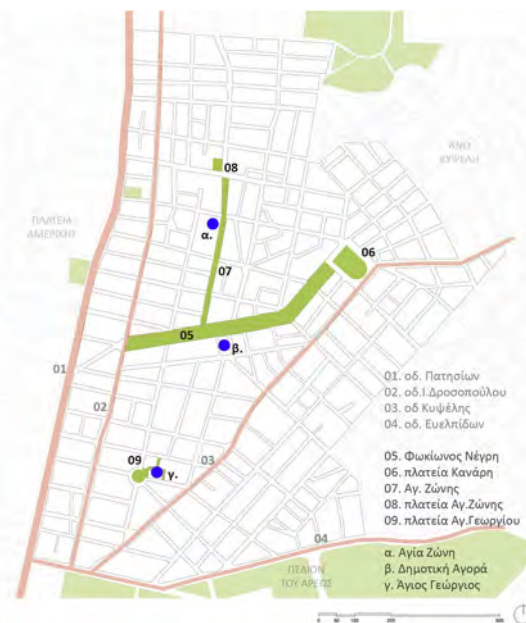 08
ΑΝΩ
ΚΥΨΕΛΗ
ΠΛΑΤΕΙΑ
ΑΜΕΡΙΚΗΣ
α.
06
07
05
β.
01
02
01. οδ. Πατησίων
02. οδ.Ι.Δροσοπούλου
03. οδ Κυψέλης
04. οδ. Ευελπίδων
09
γ.
03
05. Φωκίωνος Νέγρη
06. πλατεία Κανάρη
07. Αγ. Ζώνης
08. πλατεία Αγ.Ζώνης
09. πλατεία Αγ.Γεωργίου
04
ΠΕΔΙΟΝ
ΤΟΥ ΑΡΕΩΣ
α. Αγία Ζώνη
β. Δημοτική Αγορά
γ. Άγιος Γεώργιος